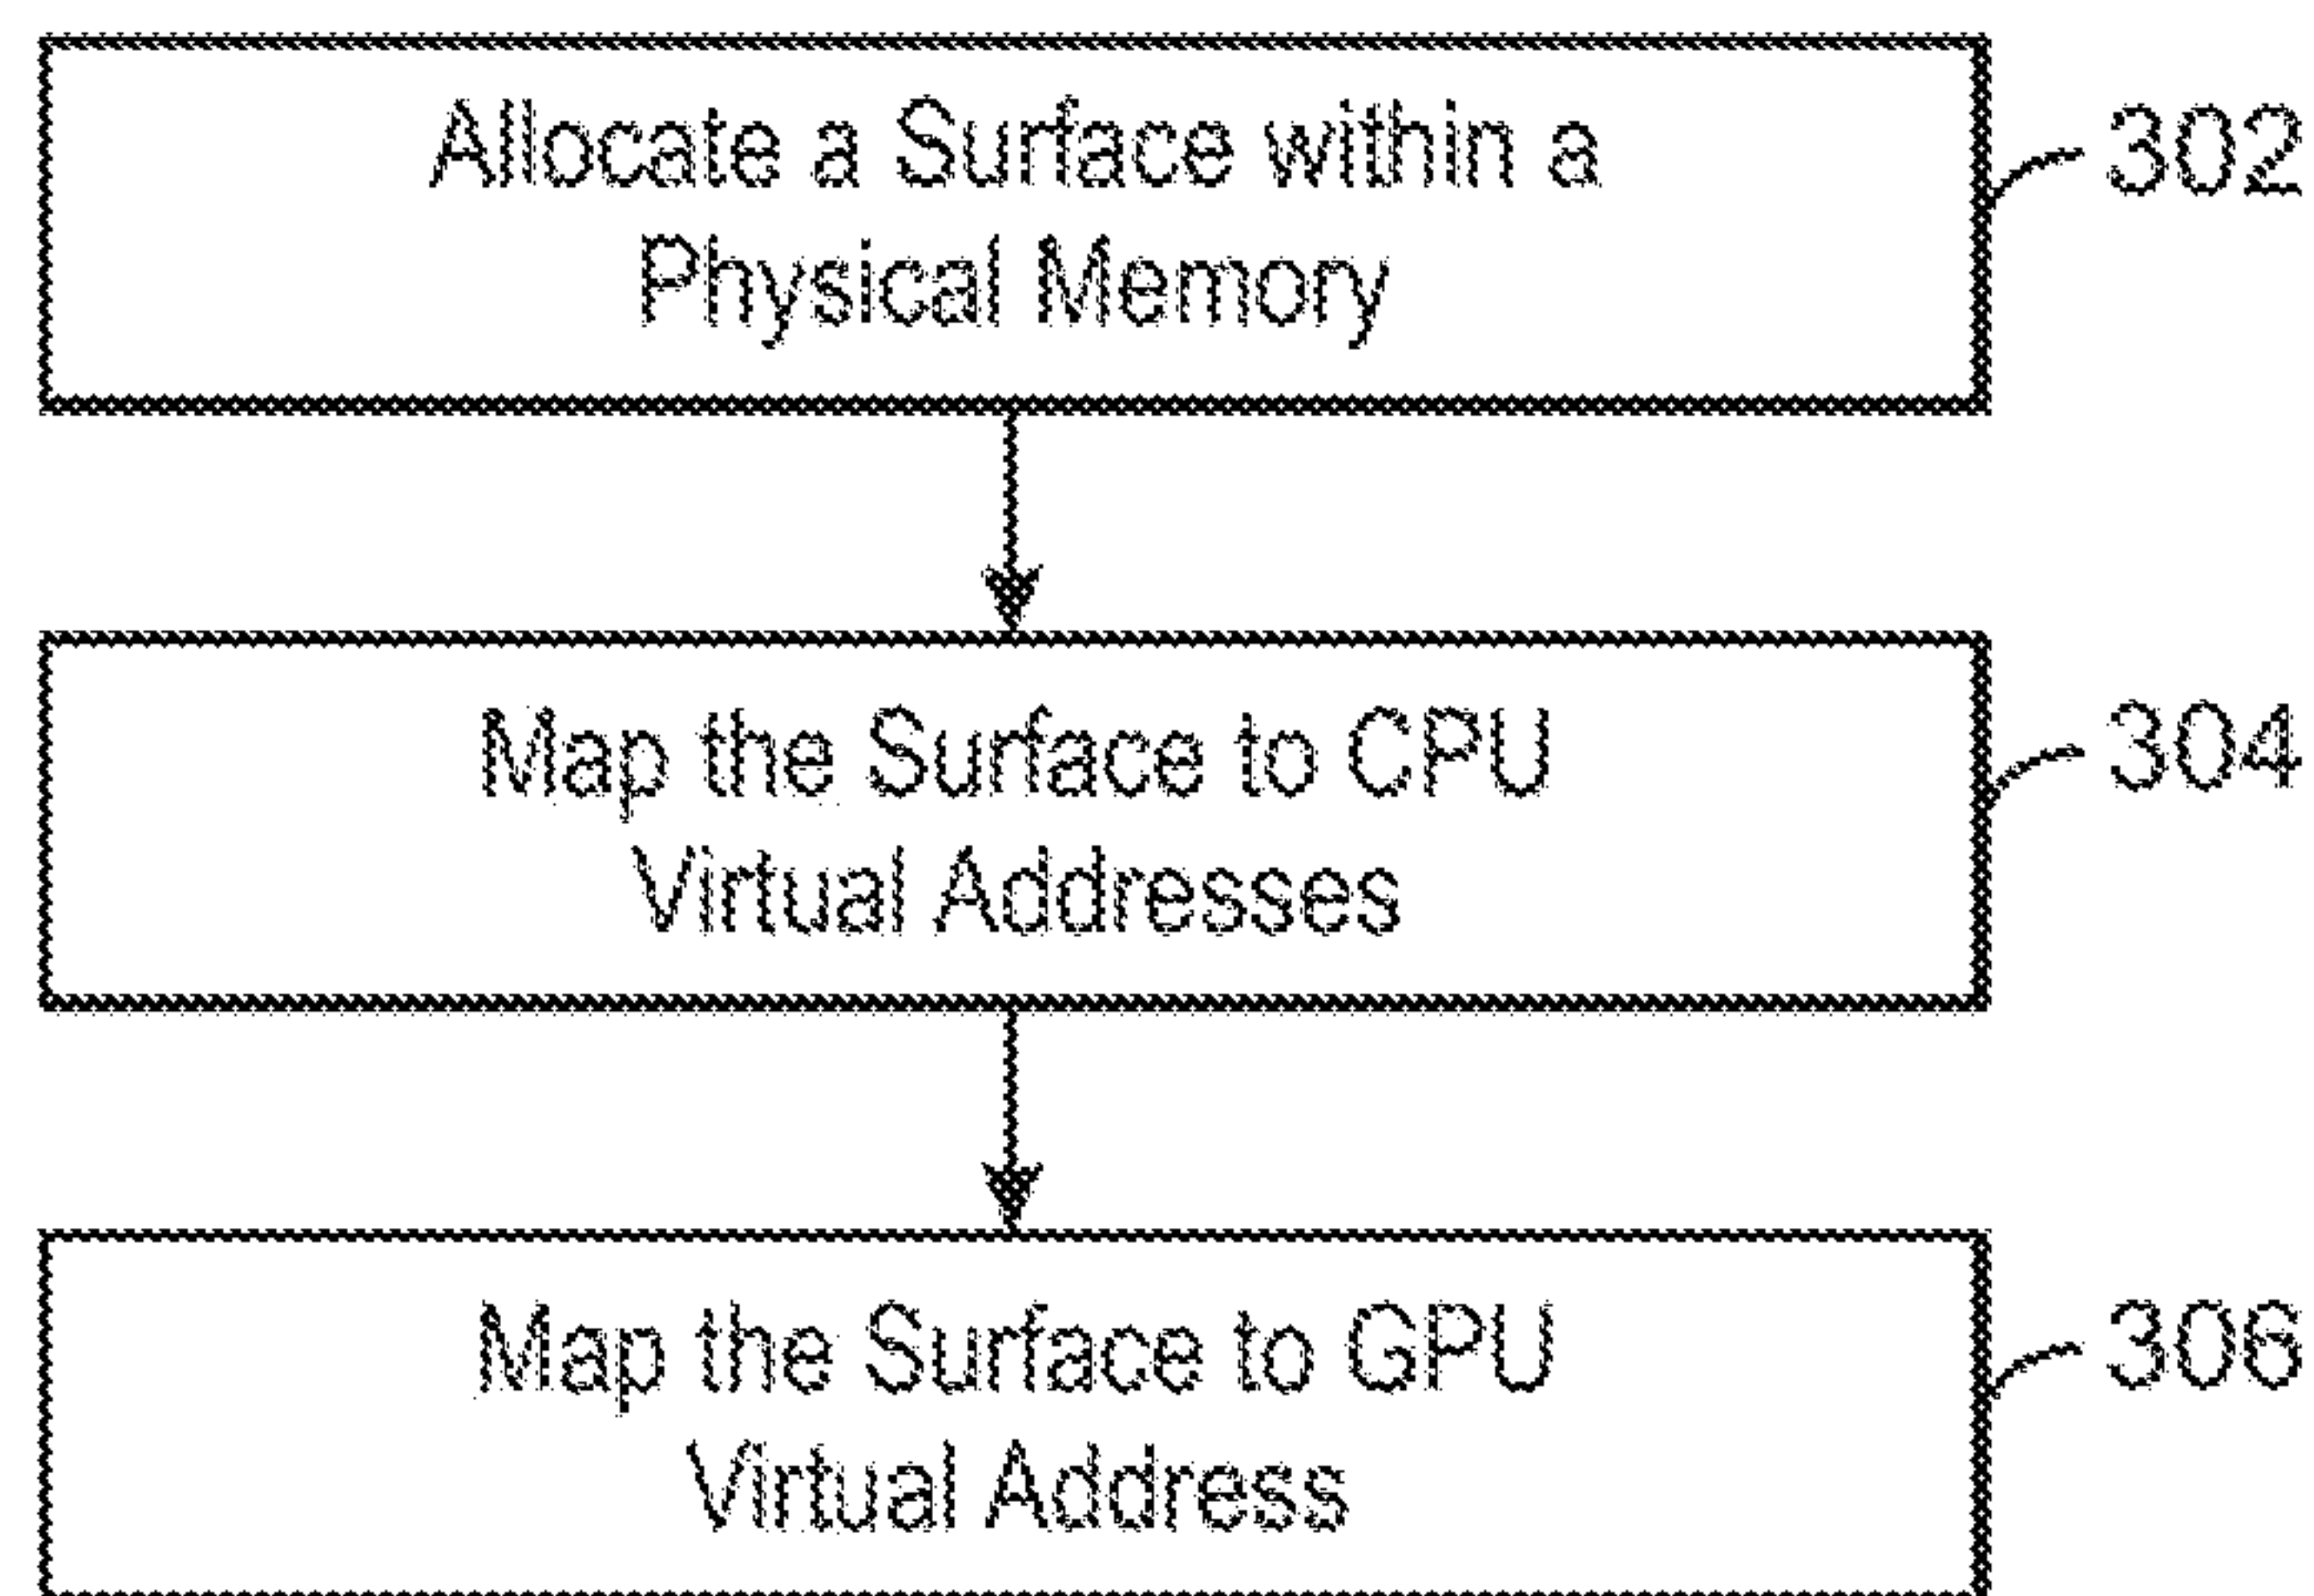 Allocate a Surface within a
Physical Memory
302
Map the Surface to CPU
Virtual Addresses
304
Map the Surface to GPU
Virtual Address
306